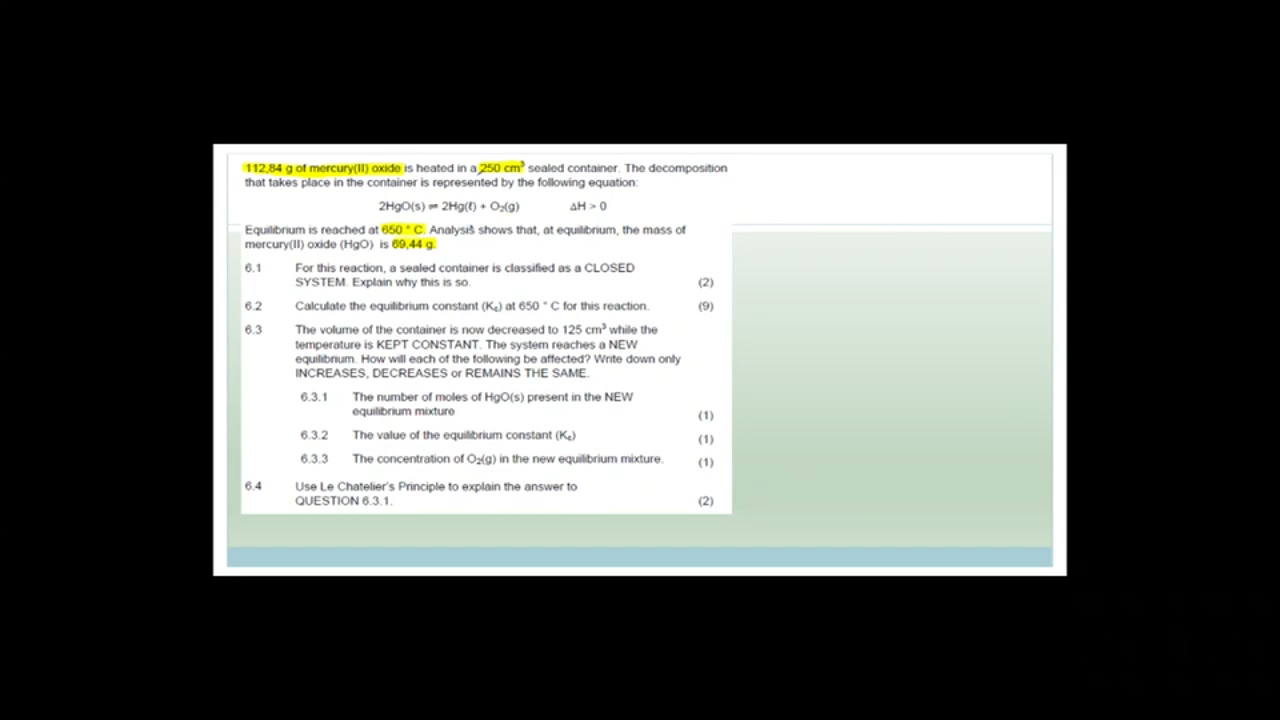 112,84 g of mercury(II) oxide is heated in a 250 cm³ sealed container. The decomposition
that takes place in the container is represented by the following equation:
2HgO(s) ⇌ 2Hg(ℓ) + O₂(g) ΔH > 0
Equilibrium is reached at 650 ° C. Analysis shows that, at equilibrium, the mass of
mercury(II) oxide (HgO) is 69,44 g.
6.1 For this reaction, a sealed container is classified as a CLOSED
SYSTEM. Explain why this is so. (2)
6.2 Calculate the equilibrium constant (Kc) at 650 ° C for this reaction. (9)
6.3 The volume of the container is now decreased to 125 cm³ while the
temperature is KEPT CONSTANT. The system reaches a NEW
equilibrium. How will each of the following be affected? Write down only
INCREASES, DECREASES or REMAINS THE SAME.
6.3.1 The number of moles of HgO(s) present in the NEW
equilibrium mixture (1)
6.3.2 The value of the equilibrium constant (Kc) (1)
6.3.3 The concentration of O₂(g) in the new equilibrium mixture. (1)
6.4 Use Le Chatelier's Principle to explain the answer to
QUESTION 6.3.1. (2)